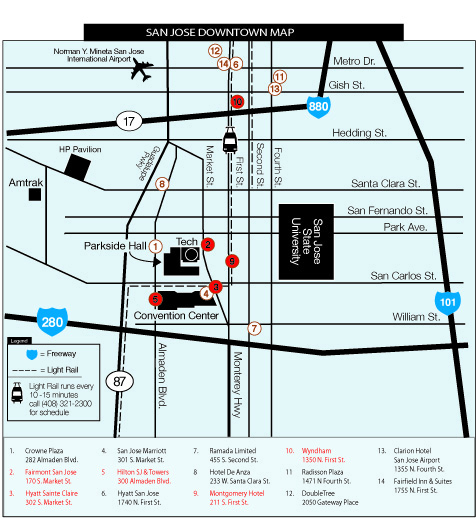 SAN JOSE DOWNTOWN MAP
Norman Y. Mineta San Jose
International Airport
12
14
6
Metro Dr.
11
13
Gish St.
10
880
17
Hedding St.
HP Pavilion
Guadalupe
Pkwy
Market St.
First St.
Second St.
Fourth St.
8
Amtrak
Santa Clara St.
San Fernando St.
Park Ave.
San Jose
State
University
Parkside Hall
1
Tech
2
9
San Carlos St.
3
4
5
Convention Center
101
280
7
William St.
Legend
= Freeway
= Light Rail
Light Rail runs every
10 -15 minutes
call (408) 321-2300
for schedule
87
Almaden Blvd.
Monterey Hwy
1. Crowne Plaza
282 Almaden Blvd.
2 Fairmont San Jose
170 S. Market St.
3. Hyatt Sainte Claire
302 S. Market St.
4. San Jose Marriott
301 S. Market St.
5 Hilton SJ & Towers
300 Almaden Blvd.
6. Hyatt San Jose
1740 N. First St.
7. Ramada Limited
455 S. Second St.
8 Hotel De Anza
233 W. Santa Clara St.
9. Montgomery Hotel
211 S. First St.
10. Wyndham
1350 N. First St.
11 Radisson Plaza
1471 N Fourth St.
12. DoubleTree
2050 Gateway Place
13. Clarion Hotel
San Jose Airport
1355 N. Fourth St.
14 Fairfield Inn & Suites
1755 N. First St.